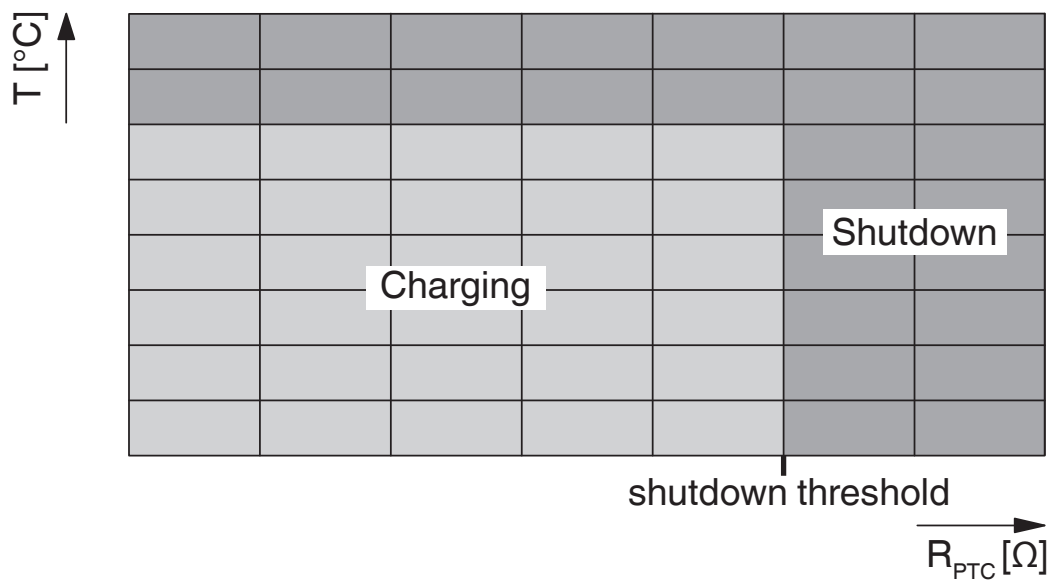 T [°C]
Shutdown
Charging
shutdown threshold
R_PTC [Ω]